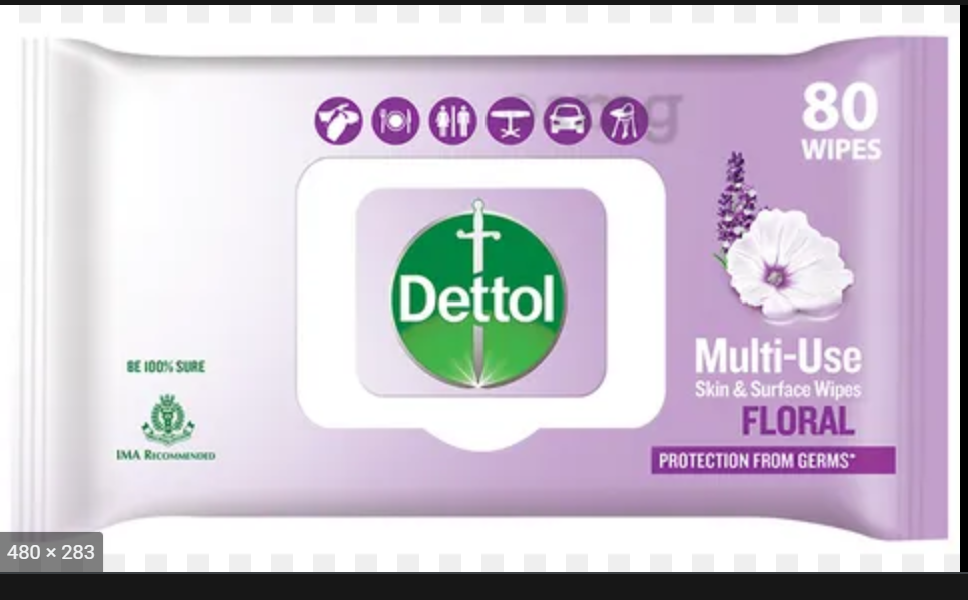 80
WIPES
Dettol
Multi-Use
Skin & Surface Wipes
FLORAL
PROTECTION FROM GERMS*
BE 100% SURE
IMA RECOMMENDED
480 × 283